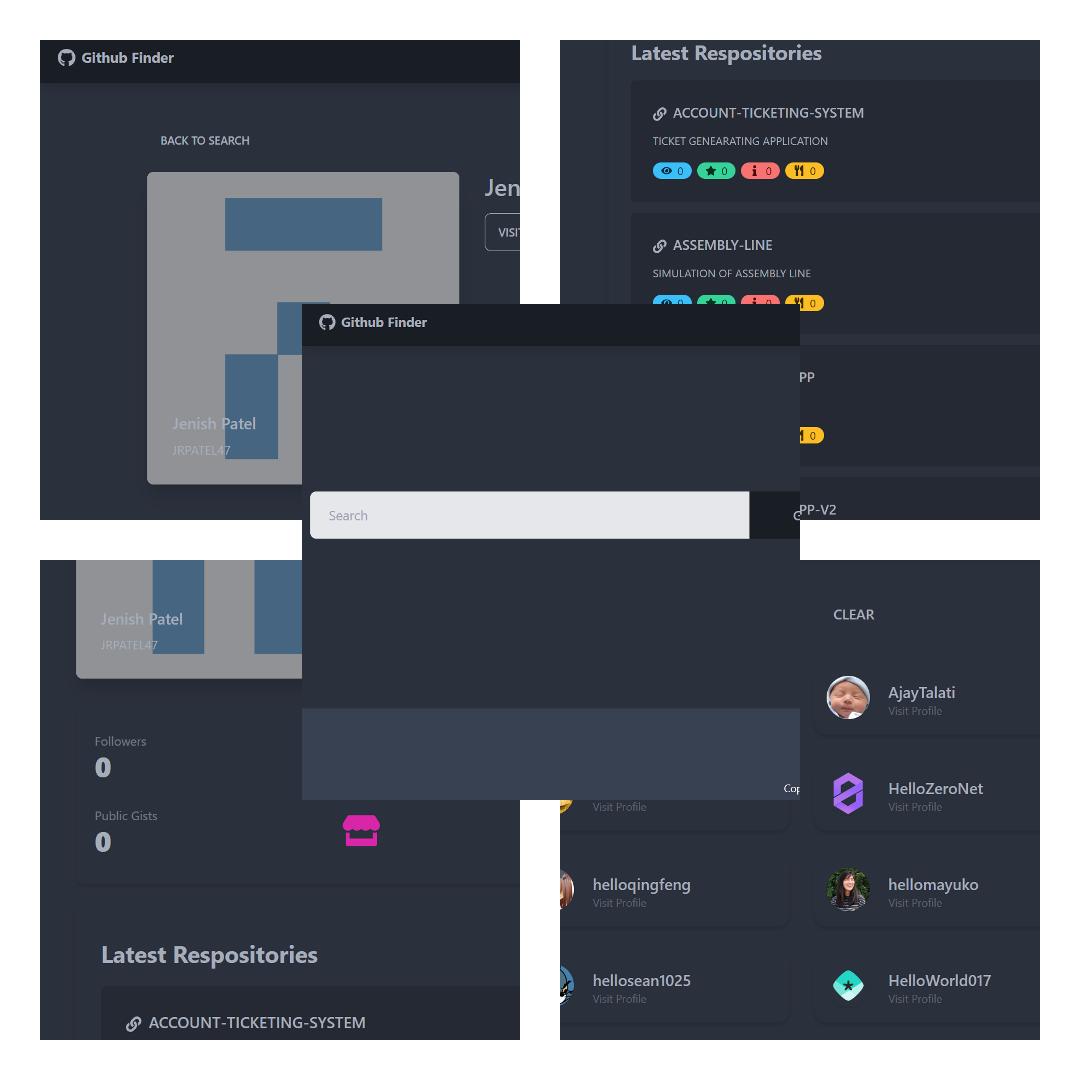 Github Finder
BACK TO SEARCH
Jen
VISIT
Jenish Patel
JRPATEL47
Latest Respositories
ACCOUNT-TICKETING-SYSTEM
TICKET GENEARATING APPLICATION
0 0 0 0
ASSEMBLY-LINE
SIMULATION OF ASSEMBLY LINE
0 0 0 0
PP
0
PP-V2
Github Finder
Search
G
Cop
Jenish Patel
JRPATEL47
Followers
0
Public Gists
0
Latest Respositories
ACCOUNT-TICKETING-SYSTEM
CLEAR
AjayTalati
Visit Profile
Visit Profile
HelloZeroNet
Visit Profile
helloqingfeng
Visit Profile
hellomayuko
Visit Profile
hellosean1025
Visit Profile
HelloWorld017
Visit Profile